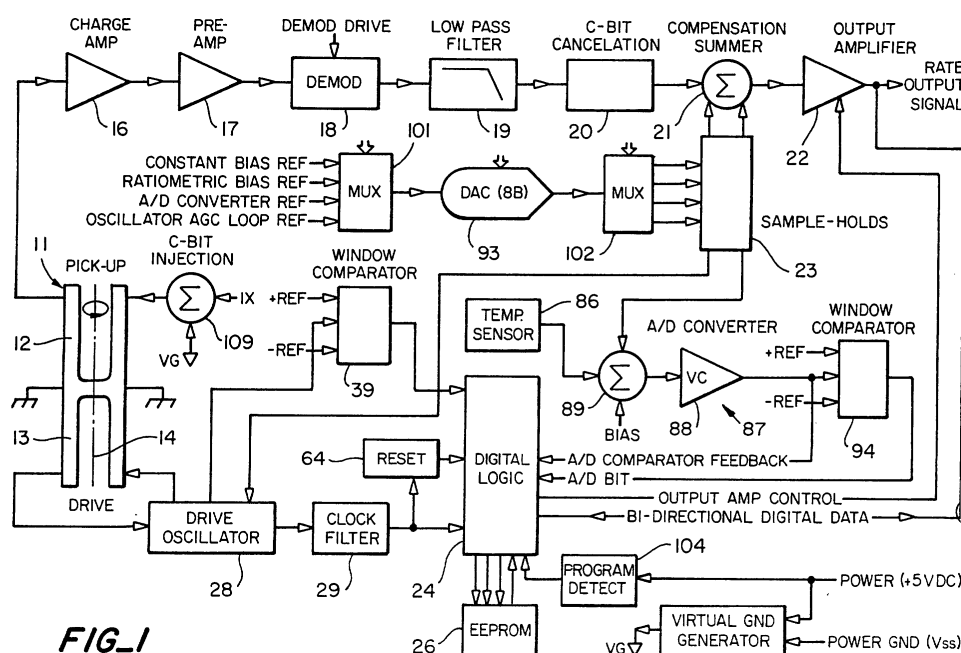 CHARGE
AMP
PRE-
AMP
DEMOD DRIVE
LOW PASS
FILTER
C-BIT
CANCELATION
COMPENSATION
SUMMER
OUTPUT
AMPLIFIER
DEMOD
Σ
RATE
OUTPUT
SIGNAL
16
17
18
101
19
20
21
22
CONSTANT BIAS REF
RATIOMETRIC BIAS REF
A/D CONVERTER REF
OSCILLATOR AGC LOOP REF
MUX
DAC (8B)
MUX
93
102
SAMPLE-HOLDS
23
11
PICK-UP
C-BIT
INJECTION
WINDOW
COMPARATOR
Σ
IX
+REF
-REF
VG
109
39
12
13
14
DRIVE
86
TEMP.
SENSOR
A/D CONVERTER
WINDOW
COMPARATOR
+REF
-REF
Σ
VC
89
BIAS
88
87
94
64
RESET
DIGITAL
LOGIC
A/D COMPARATOR FEEDBACK
A/D BIT
OUTPUT AMP CONTROL
BI-DIRECTIONAL DIGITAL DATA
DRIVE
OSCILLATOR
CLOCK
FILTER
28
29
24
104
PROGRAM
DETECT
POWER (+5VDC)
26
EEPROM
VIRTUAL GND
GENERATOR
VG
POWER GND (Vss)
FIG_1